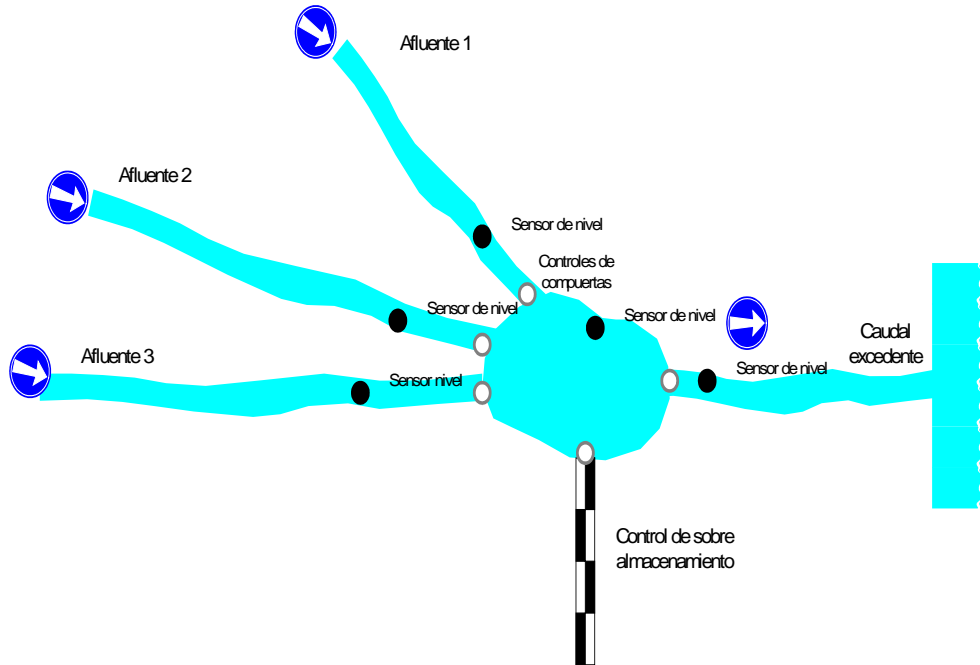 Afluente 1
Afluente 2
Sensor de nivel
Controles de
compuertas
Sensor de nivel
Sensor de nivel
Caudal
excedente
Afluente 3
Sensor de nivel
Sensor nivel
Control de sobre
almacenamiento